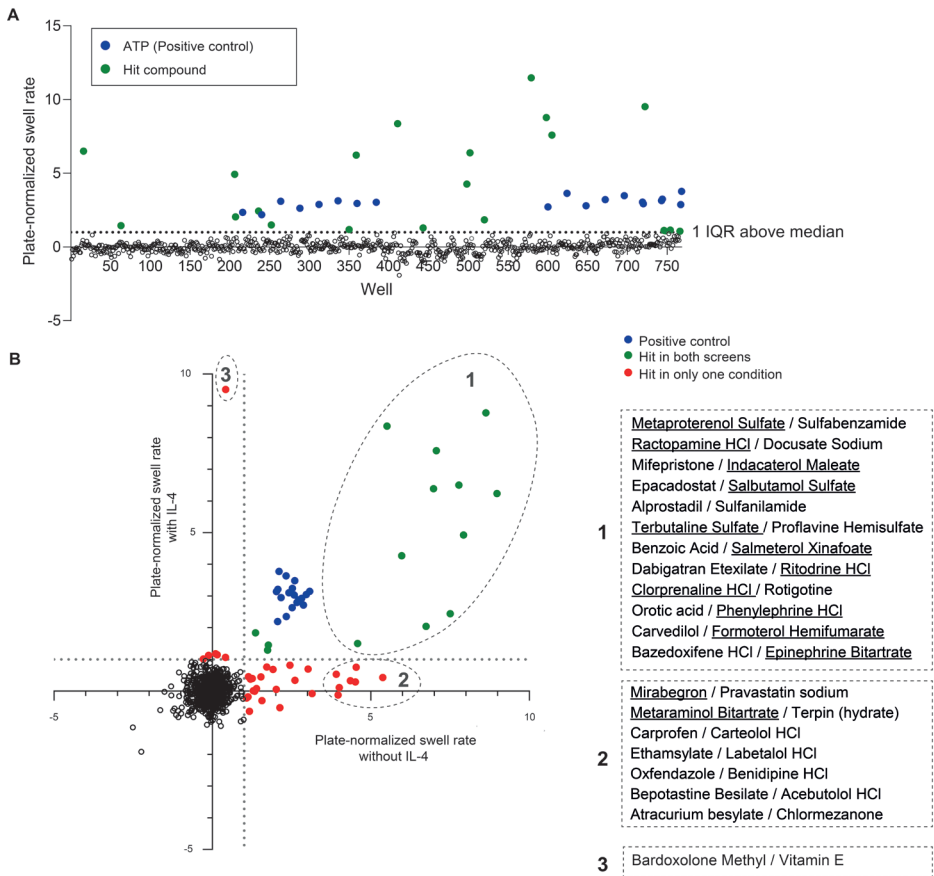 A
15
10
5
0
-5
Plate-normalized swell rate
ATP (Positive control)
Hit compound
50 100 150 200 250 300 350 400 450 500 550 600 650 700 750
Well
1 IQR above median
B
Positive control
Hit in both screens
Hit in only one condition
10
5
-5
-5
5
10
3
1
2
Plate-normalized swell rate
with IL-4
Plate-normalized swell rate
without IL-4
1
Metaproterenol Sulfate / Sulfabenzamide
Ractopamine HCl / Docusate Sodium
Mifepristone / Indacaterol Maleate
Epacadostat / Salbutamol Sulfate
Alprostadil / Sulfanilamide
Terbutaline Sulfate / Proflavine Hemisulfate
Benzoic Acid / Salmeterol Xinafoate
Dabigatran Etexilate / Ritodrine HCl
Clorprenaline HCl / Rotigotine
Orotic acid / Phenylephrine HCl
Carvedilol / Formoterol Hemifumarate
Bazedoxifene HCl / Epinephrine Bitartrate
2
Mirabegron / Pravastatin sodium
Metaraminol Bitartrate / Terpin (hydrate)
Carprofen / Carteolol HCl
Ethamsylate / Labetalol HCl
Oxfendazole / Benidipine HCl
Bepotastine Besilate / Acebutolol HCl
Atracurium besylate / Chlormezanone
3
Bardoxolone Methyl / Vitamin E